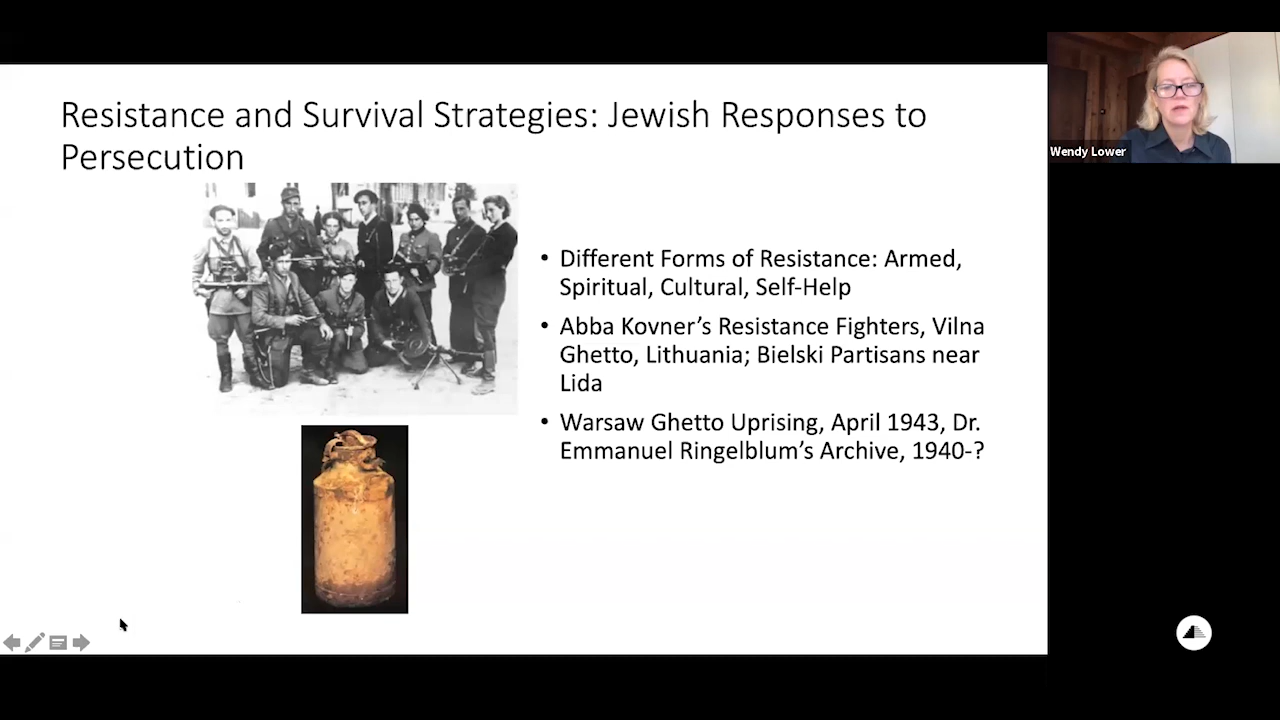 Resistance and Survival Strategies: Jewish Responses to
Persecution
• Different Forms of Resistance: Armed,
Spiritual, Cultural, Self-Help
• Abba Kovner’s Resistance Fighters, Vilna
Ghetto, Lithuania; Bielski Partisans near
Lida
• Warsaw Ghetto Uprising, April 1943, Dr.
Emmanuel Ringelblum’s Archive, 1940-?
Wendy Lower